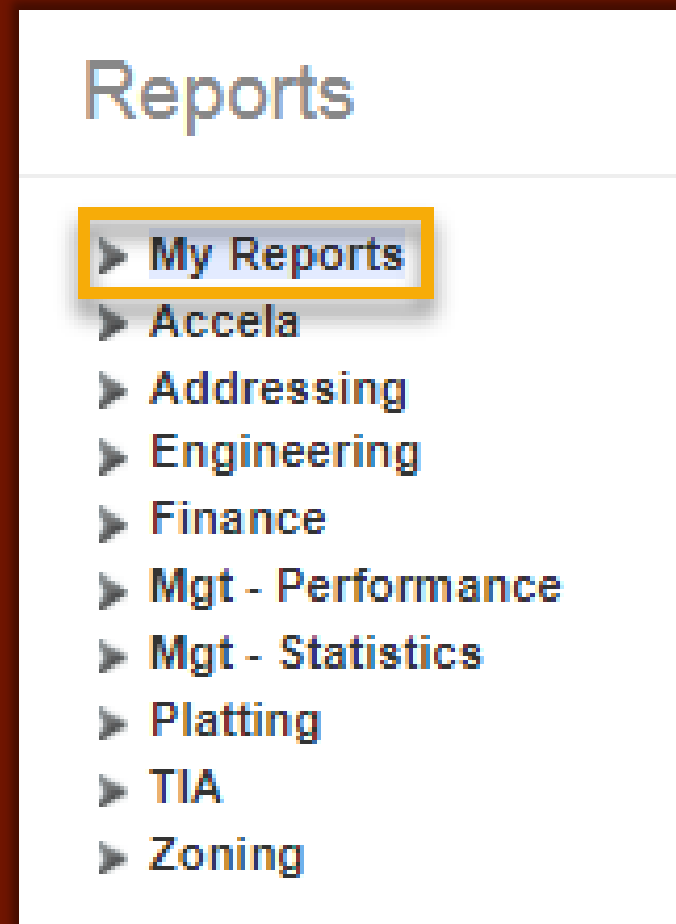 Reports
My Reports
Accela
Addressing
Engineering
Finance
Mgt - Performance
Mgt - Statistics
Platting
TIA
Zoning